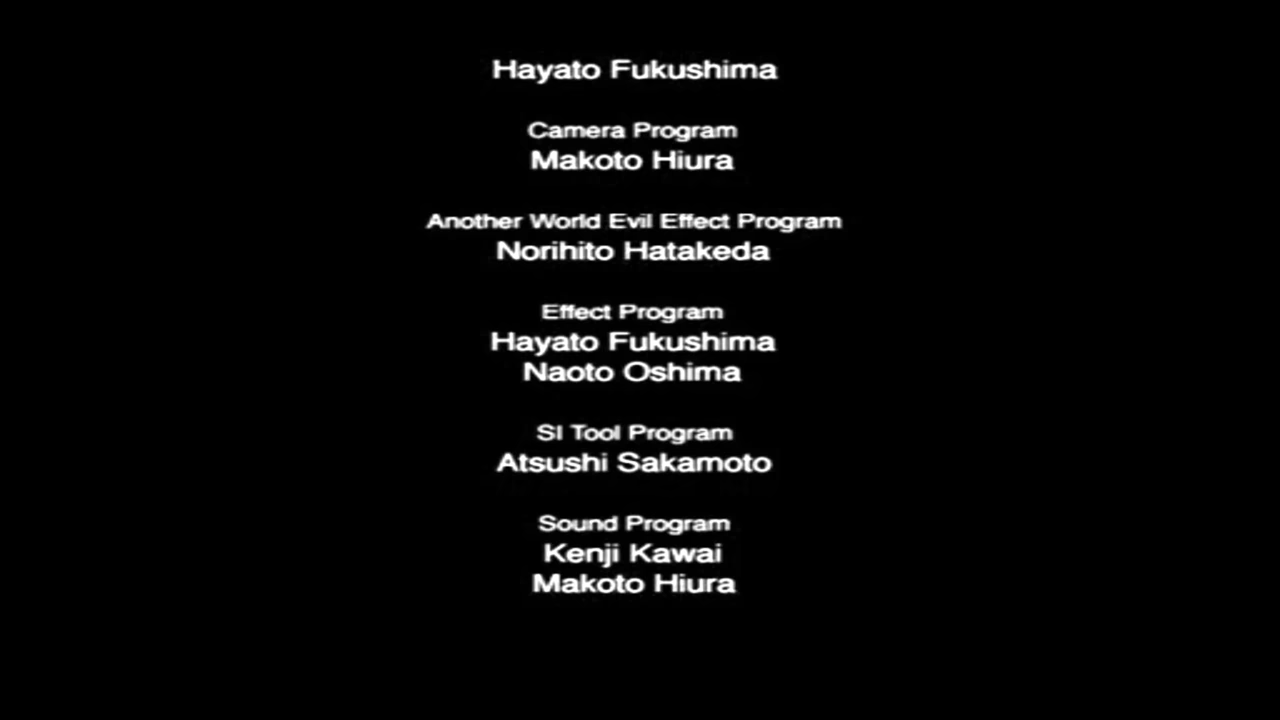 Hayato Fukushima
Camera Program
Makoto Hiura
Another World Evil Effect Program
Norihito Hatakeda
Effect Program
Hayato Fukushima
Naoto Oshima
SI Tool Program
Atsushi Sakamoto
Sound Program
Kenji Kawai
Makoto Hiura